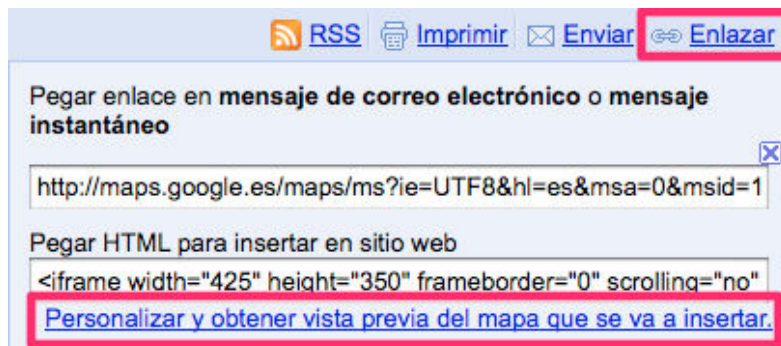 RSS Imprimir Enviar Enlazar
Pegar enlace en mensaje de correo electrónico o mensaje
instantáneo
http://maps.google.es/maps/ms?ie=UTF8&hl=es&msa=0&msid=1
Pegar HTML para insertar en sitio web
<iframe width="425" height="350" frameborder="0" scrolling="no"
Personalizar y obtener vista previa del mapa que se va a insertar.